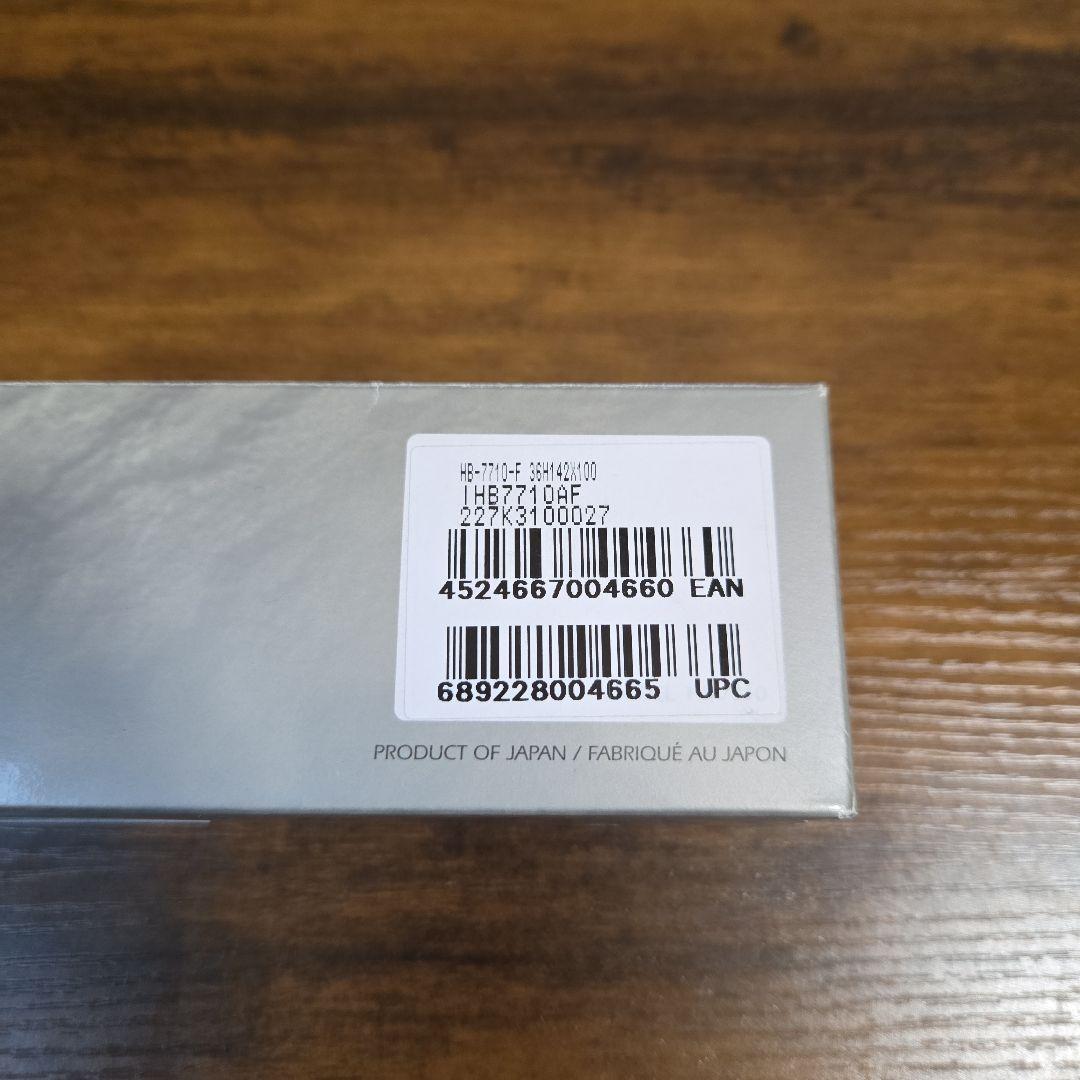 HB-7710-F 36H142X100
IHB7710AF
227K3100027
4524667004660 EAN
689228004665 UPC
PRODUCT OF JAPAN / FABRIQUÉ AU JAPON